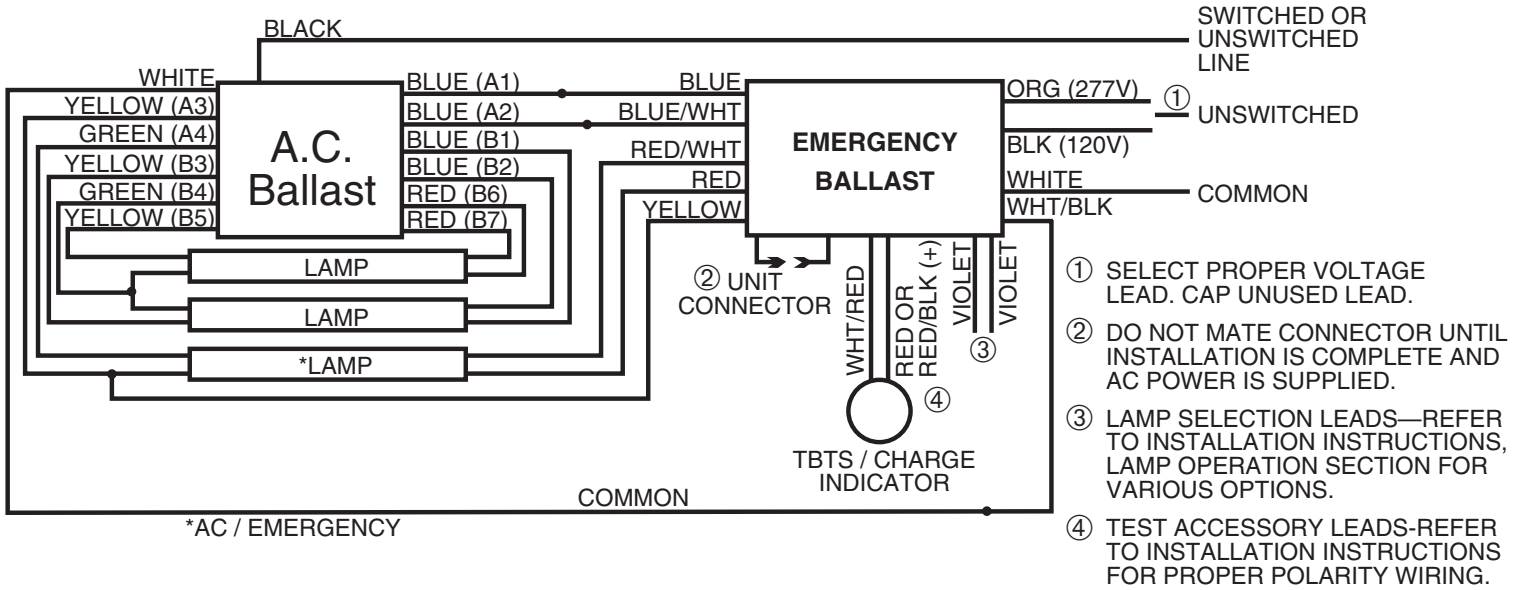 BLACK
SWITCHED OR
UNSWITCHED
LINE
WHITE
YELLOW (A3)
GREEN (A4)
YELLOW (B3)
GREEN (B4)
YELLOW (B5)
A.C.
Ballast
BLUE (A1)
BLUE (A2)
BLUE (B1)
BLUE (B2)
RED (B6)
RED (B7)
BLUE
BLUE/WHT
RED/WHT
RED
YELLOW
EMERGENCY
BALLAST
ORG (277V)
① UNSWITCHED
BLK (120V)
WHITE
COMMON
WHT/BLK
LAMP
LAMP
*LAMP
② UNIT
CONNECTOR
WHT/RED
RED OR
RED/BLK (+)
VIOLET
VIOLET
③
④
TBTS / CHARGE
INDICATOR
COMMON
*AC / EMERGENCY
① SELECT PROPER VOLTAGE
LEAD. CAP UNUSED LEAD.
② DO NOT MATE CONNECTOR UNTIL
INSTALLATION IS COMPLETE AND
AC POWER IS SUPPLIED.
③ LAMP SELECTION LEADS—REFER
TO INSTALLATION INSTRUCTIONS,
LAMP OPERATION SECTION FOR
VARIOUS OPTIONS.
④ TEST ACCESSORY LEADS-REFER
TO INSTALLATION INSTRUCTIONS
FOR PROPER POLARITY WIRING.